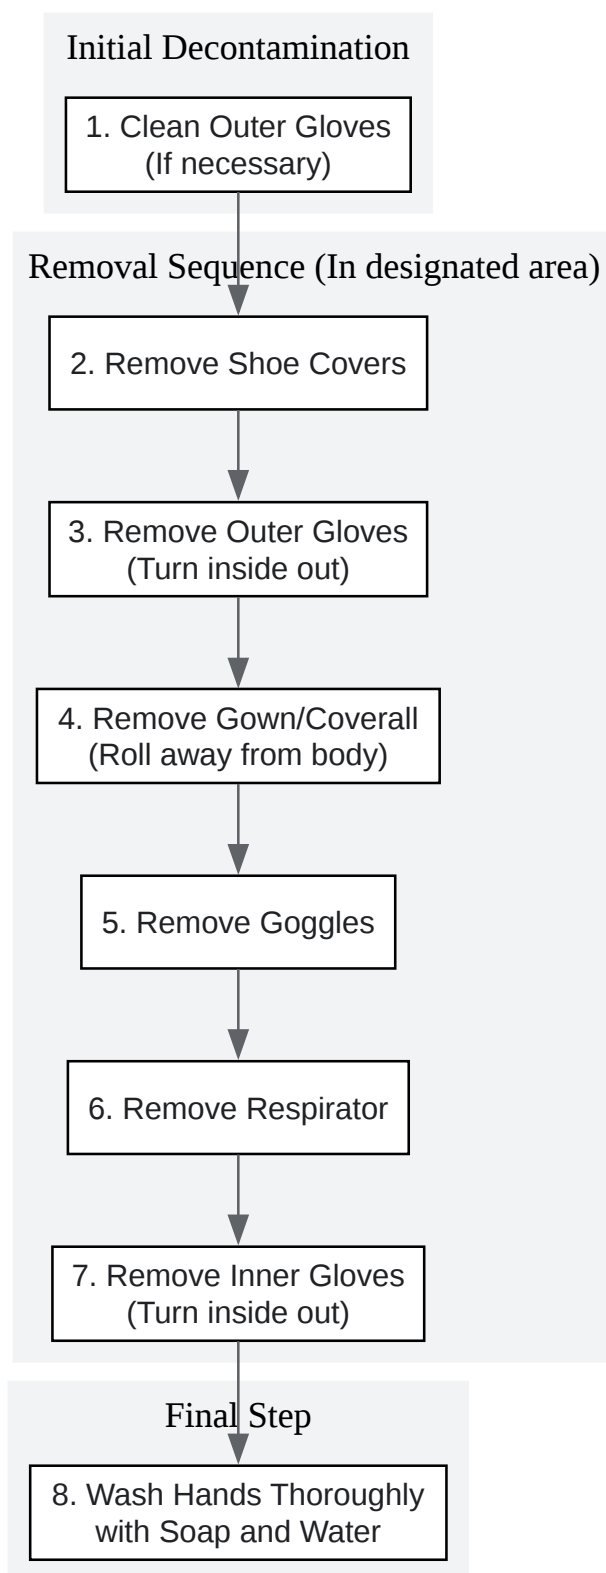 Initial Decontamination
1. Clean Outer Gloves
(If necessary)
Removal Sequence (In designated area)
2. Remove Shoe Covers
3. Remove Outer Gloves
(Turn inside out)
4. Remove Gown/Coverall
(Roll away from body)
5. Remove Goggles
6. Remove Respirator
7. Remove Inner Gloves
(Turn inside out)
Final Step
8. Wash Hands Thoroughly
with Soap and Water